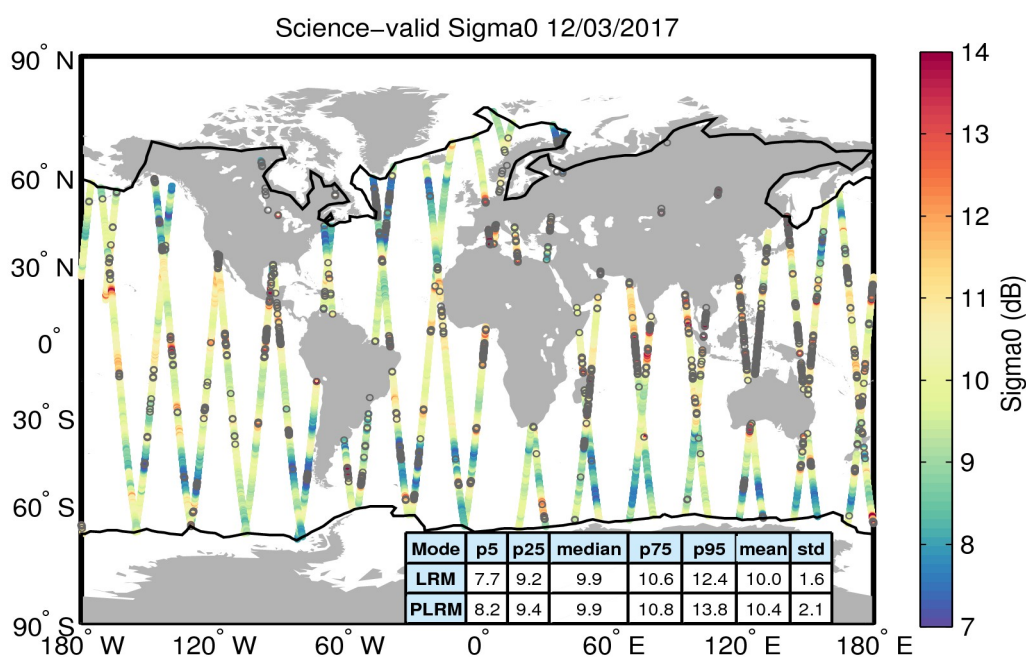 Science−valid Sigma0 12/03/2017
90° N
60° N
30° N
0°
30° S
60° S
90° S
180° W
120° W
60° W
0°
60° E
120° E
180° E
14
13
12
11
10
9
8
7
Sigma0 (dB)
Mode p5 p25 median p75 p95 mean std
LRM 7.7 9.2 9.9 10.6 12.4 10.0 1.6
PLRM 8.2 9.4 9.9 10.8 13.8 10.4 2.1